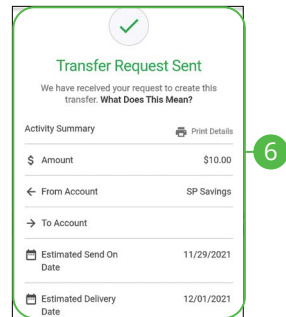 Transfer Request Sent
We have received your request to create this
transfer. What Does This Mean?
Activity Summary Print Details
$ Amount $10.00
← From Account SP Savings
→ To Account
Estimated Send On 11/29/2021
Date
Estimated Delivery 12/01/2021
Date
6